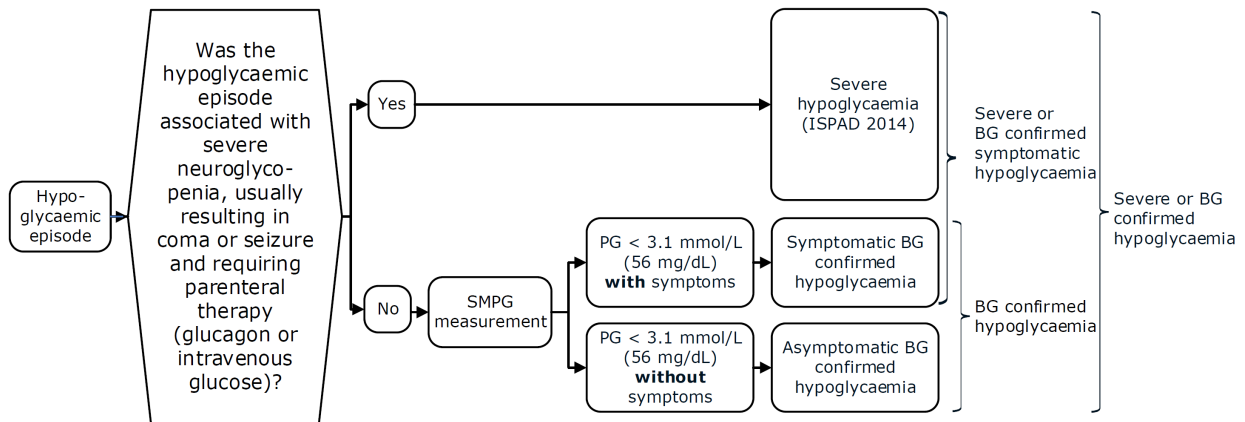 Hypo-
glycaemic
episode
Was the
hypoglycaemic
episode
associated with
severe
neuroglyco-
penia, usually
resulting in
coma or seizure
and requiring
parenteral
therapy
(glucagon or
intravenous
glucose)?
Yes
No
SMPG
measurement
PG < 3.1 mmol/L
(56 mg/dL)
with symptoms
PG < 3.1 mmol/L
(56 mg/dL)
without
symptoms
Severe
hypoglycaemia
(ISPAD 2014)
Symptomatic BG
confirmed
hypoglycaemia
Asymptomatic BG
confirmed
hypoglycaemia
Severe or
BG confirmed
symptomatic
hypoglycaemia
BG confirmed
hypoglycaemia
Severe or BG
confirmed
hypoglycaemia